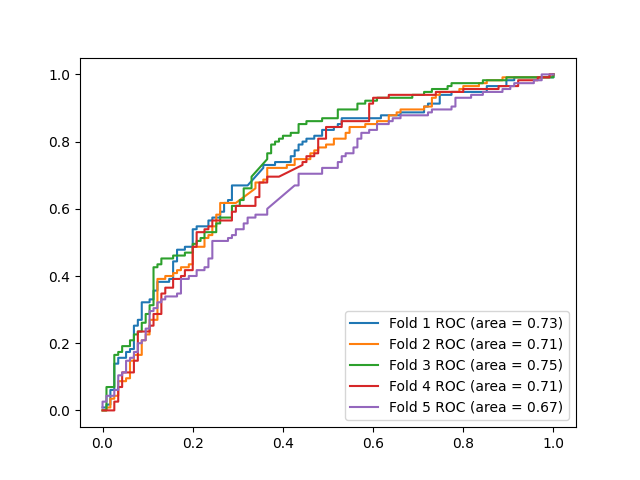 1.0
0.8
0.6
0.4
0.2
0.0
Fold 1 ROC (area = 0.73)
Fold 2 ROC (area = 0.71)
Fold 3 ROC (area = 0.75)
Fold 4 ROC (area = 0.71)
Fold 5 ROC (area = 0.67)
0.0 0.2 0.4 0.6 0.8 1.0